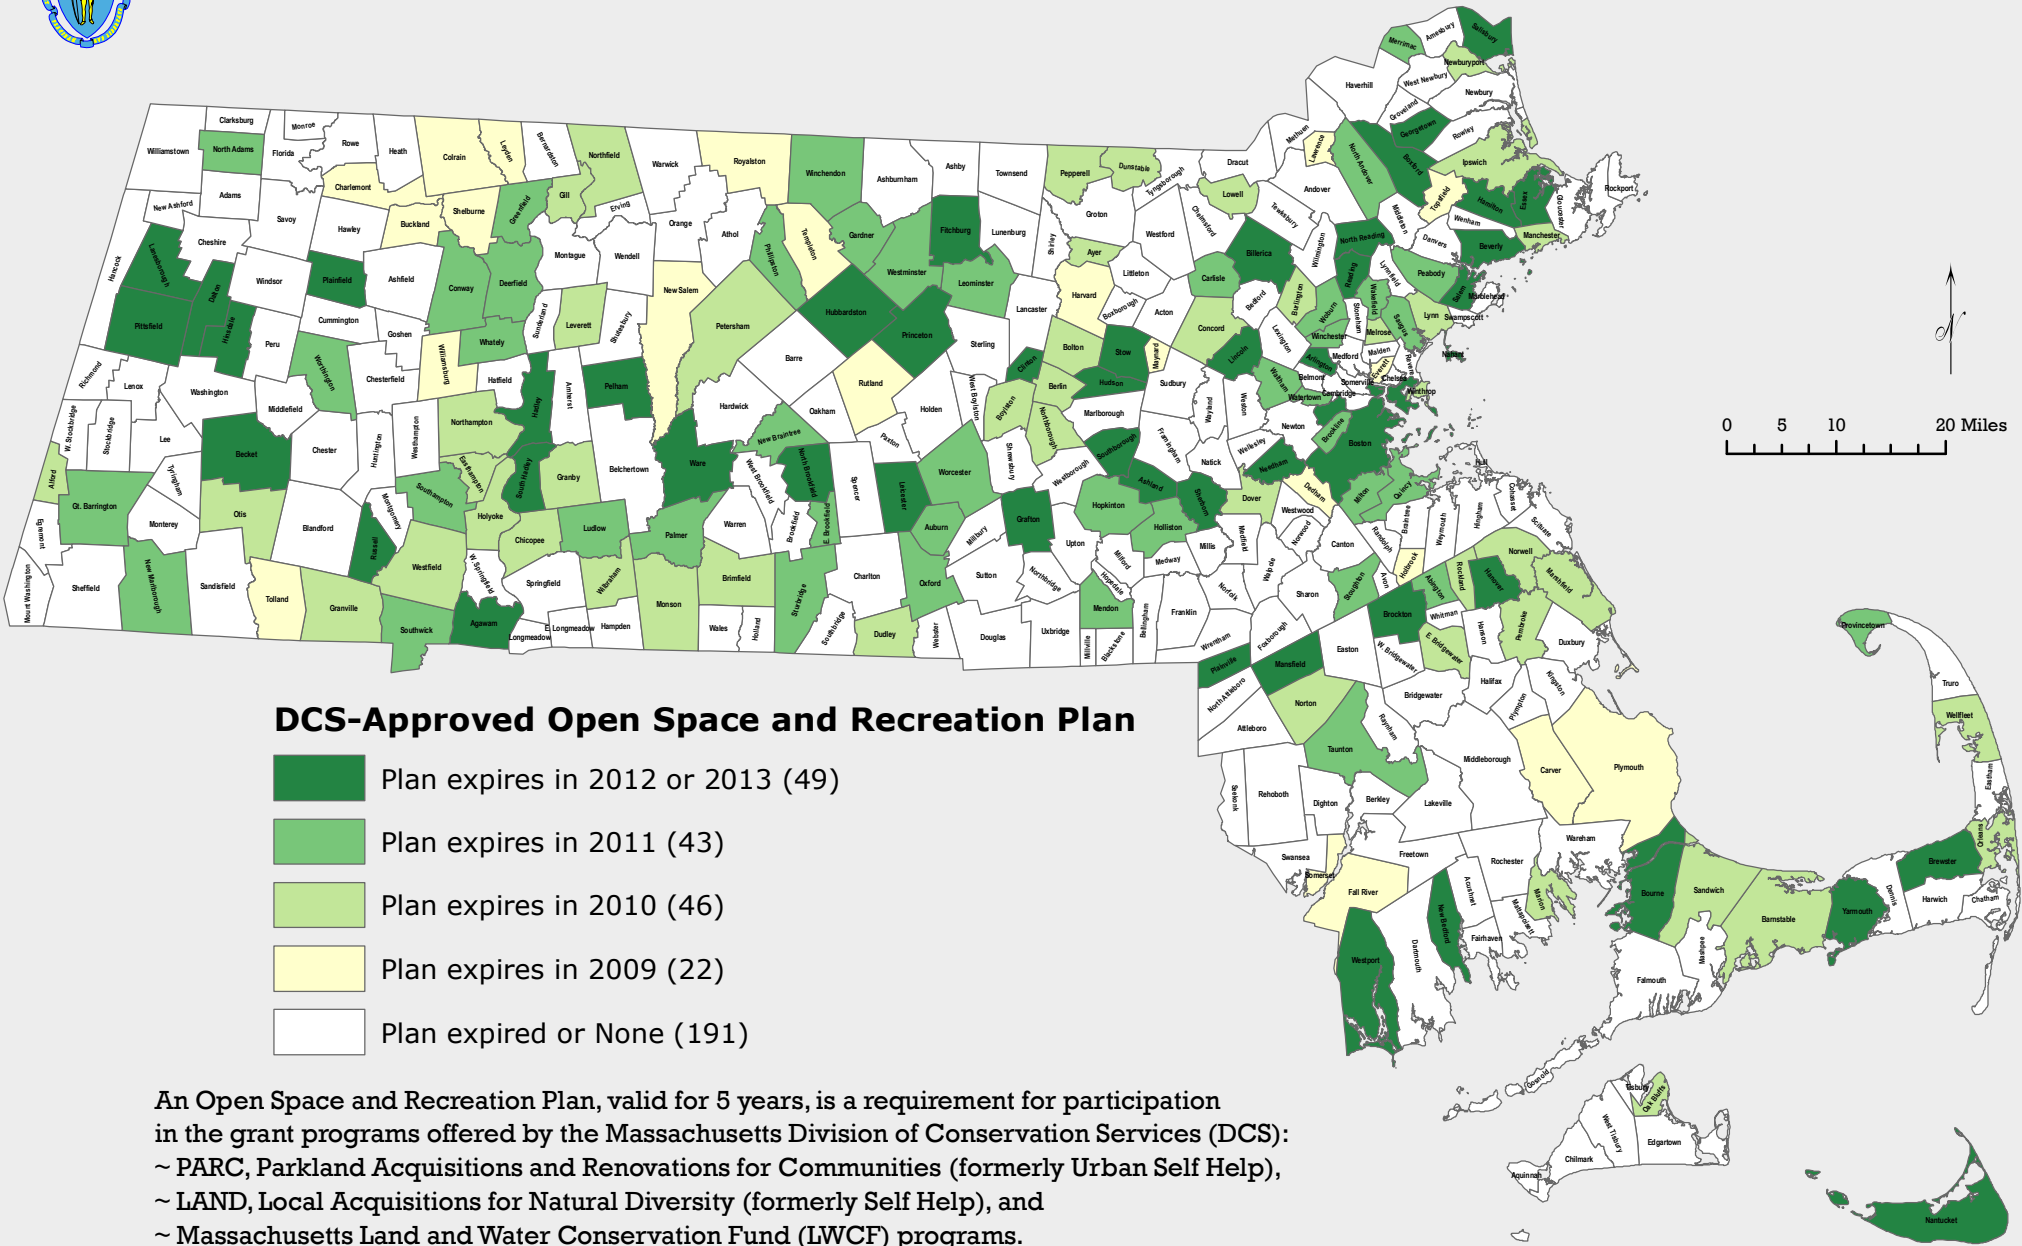 Salisbury
Amesbury
Merrimac
Newburyport
West Newbury
Haverhill
Newbury
Groveland
Georgetown
Rowley
Clarksburg
Monroe
Williamstown
North Adams
Florida
Rowe
Heath
Colrain
Leyden
Bernardston
Northfield
Warwick
Royalston
Winchendon
Ashburnham
Ashby
Townsend
Pepperell
Dunstable
Tyngsborough
Dracut
Methuen
Lawrence
North Andover
Boxford
Ipswich
Rockport
Lowell
Andover
Topsfield
Hamilton
Essex
Gloucester
Adams
New Ashford
Charlemont
Savoy
Hawley
Buckland
Shelburne
Greenfield
Gill
Erving
Orange
Athol
Phillipston
Templeton
Gardner
Westminster
Fitchburg
Lunenburg
Shirley
Groton
Westford
Chelmsford
Tewksbury
Wilmington
North Reading
Middleton
Wenham
Danvers
Beverly
Manchester
Cheshire
Hancock
Lanesborough
Windsor
Dalton
Plainfield
Ashfield
Conway
Deerfield
Montague
Wendell
New Salem
Petersham
Hubbardston
Princeton
Leominster
Lancaster
Ayer
Harvard
Littleton
Boxborough
Acton
Carlisle
Billerica
Bedford
Burlington
Woburn
Reading
Lynnfield
Wakefield
Peabody
Salem
Marblehead
Swampscott
Lynn
Saugus
Stoneham
Melrose
Winchester
Nahant
Pittsfield
Hinsdale
Peru
Cummington
Goshen
Worthington
Whately
Sunderland
Leverett
Shutesbury
Barre
Sterling
Rutland
Clinton
Bolton
Stow
Maynard
Concord
Lincoln
Lexington
Arlington
Medford
Malden
Revere
Everett
Chelsea
Winthrop
Somerville
Cambridge
Belmont
Watertown
Waltham
Richmond
Lenox
Washington
Middlefield
Chesterfield
Williamsburg
Hatfield
Hadley
Amherst
Pelham
Hardwick
Oakham
Holden
West Boylston
Boylston
Berlin
Hudson
Sudbury
Marlborough
Northborough
Wayland
Weston
Newton
Brookline
Boston
W. Stockbridge
Stockbridge
Lee
Becket
Chester
Huntington
Westhampton
Northampton
Easthampton
South Hadley
Granby
Belchertown
Ware
New Braintree
West Brookfield
North Brookfield
Spencer
Paxton
Leicester
Worcester
Shrewsbury
Westborough
Southborough
Framingham
Natick
Wellesley
Needham
Dedham
Milton
Quincy
Hull
0 5 10 20 Miles
Alford
Gt. Barrington
Tyringham
Monterey
Otis
Blandford
Montgomery
Russell
Southampton
Holyoke
Chicopee
Ludlow
Palmer
Warren
Brookfield
E. Brookfield
Auburn
Millbury
Grafton
Upton
Hopkinton
Ashland
Holliston
Sherborn
Dover
Westwood
Norwood
Medfield
Millis
Medway
Milford
Hopedale
Canton
Randolph
Braintree
Weymouth
Hingham
Cohasset
Scituate
Norwell
Egremont
Mount Washington
Sheffield
New Marlborough
Sandisfield
Tolland
Granville
Westfield
Southwick
W. Springfield
Agawam
Springfield
Longmeadow
E. Longmeadow
Wilbraham
Hampden
Monson
Brimfield
Wales
Holland
Sturbridge
Southbridge
Charlton
Dudley
Oxford
Webster
Sutton
Douglas
Northbridge
Uxbridge
Mendon
Millville
Blackstone
Bellingham
Franklin
Norfolk
Wrentham
Walpole
Foxborough
Sharon
Stoughton
Avon
Holbrook
Brockton
Abington
Rockland
Hanover
Marshfield
Whitman
Hanson
Pembroke
Duxbury
Plainville
Mansfield
Easton
W. Bridgewater
E. Bridgewater
Halifax
Kingston
Plympton
North Attleboro
Attleboro
Norton
Taunton
Raynham
Bridgewater
Middleborough
Carver
Plymouth
Provincetown
Truro
Wellfleet
Eastham
Orleans
Brewster
Chatham
Harwich
Dennis
Yarmouth
Barnstable
Sandwich
Bourne
Mashpee
Falmouth
Seekonk
Rehoboth
Dighton
Berkley
Lakeville
Wareham
Swansea
Somerset
Freetown
Rochester
Marion
Fall River
Acushnet
Mattapoisett
New Bedford
Fairhaven
Dartmouth
Westport
Gosnold
Tisbury
Oak Bluffs
West Tisbury
Edgartown
Chilmark
Aquinnah
Nantucket
DCS-Approved Open Space and Recreation Plan
Plan expires in 2012 or 2013 (49)
Plan expires in 2011 (43)
Plan expires in 2010 (46)
Plan expires in 2009 (22)
Plan expired or None (191)
An Open Space and Recreation Plan, valid for 5 years, is a requirement for participation
in the grant programs offered by the Massachusetts Division of Conservation Services (DCS):
~ PARC, Parkland Acquisitions and Renovations for Communities (formerly Urban Self Help),
~ LAND, Local Acquisitions for Natural Diversity (formerly Self Help), and
~ Massachusetts Land and Water Conservation Fund (LWCF) programs.